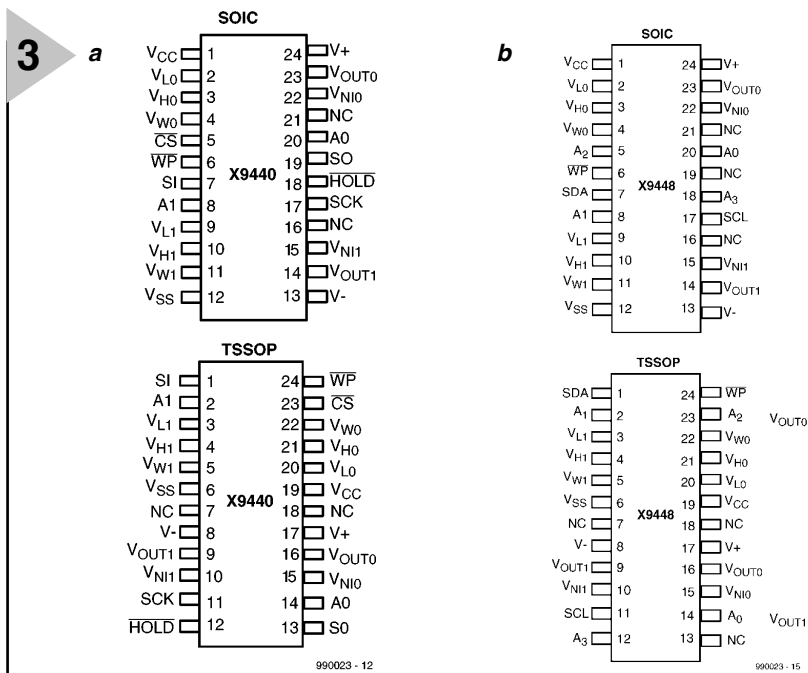 3
a
SOIC
VCC 1 24 V+
VL0 2 23 VOUT0
VH0 3 22 VNI0
VW0 4 21 NC
CS 5 20 A0
WP 6 19 SO
SI 7 X9440 18 HOLD
A1 8 17 SCK
VL1 9 16 NC
VH1 10 15 VNI1
VW1 11 14 VOUT1
VSS 12 13 V-
TSSOP
SI 1 24 WP
A1 2 23 CS
VL1 3 22 VW0
VH1 4 21 VH0
VW1 5 20 VL0
VSS 6 19 VCC
NC 7 X9440 18 NC
V- 8 17 V+
VOUT1 9 16 VOUT0
VNI1 10 15 VNI0
SCK 11 14 A0
HOLD 12 13 S0
990023 - 12
b
SOIC
VCC 1 24 V+
VL0 2 23 VOUT0
VH0 3 22 VNI0
VW0 4 21 NC
A2 5 20 A0
WP 6 19 NC
SDA 7 X9448 18 A3
A1 8 17 SCL
VL1 9 16 NC
VH1 10 15 VNI1
VW1 11 14 VOUT1
VSS 12 13 V-
TSSOP
SDA 1 24 WP
A1 2 23 A2 VOUT0
VL1 3 22 VW0
VH1 4 21 VH0
VW1 5 20 VL0
VSS 6 19 VCC
NC 7 X9448 18 NC
V- 8 17 V+
VOUT1 9 16 VOUT0
VNI1 10 15 VNI0
SCL 11 14 A0 VOUT1
A3 12 13 NC
990023 - 15